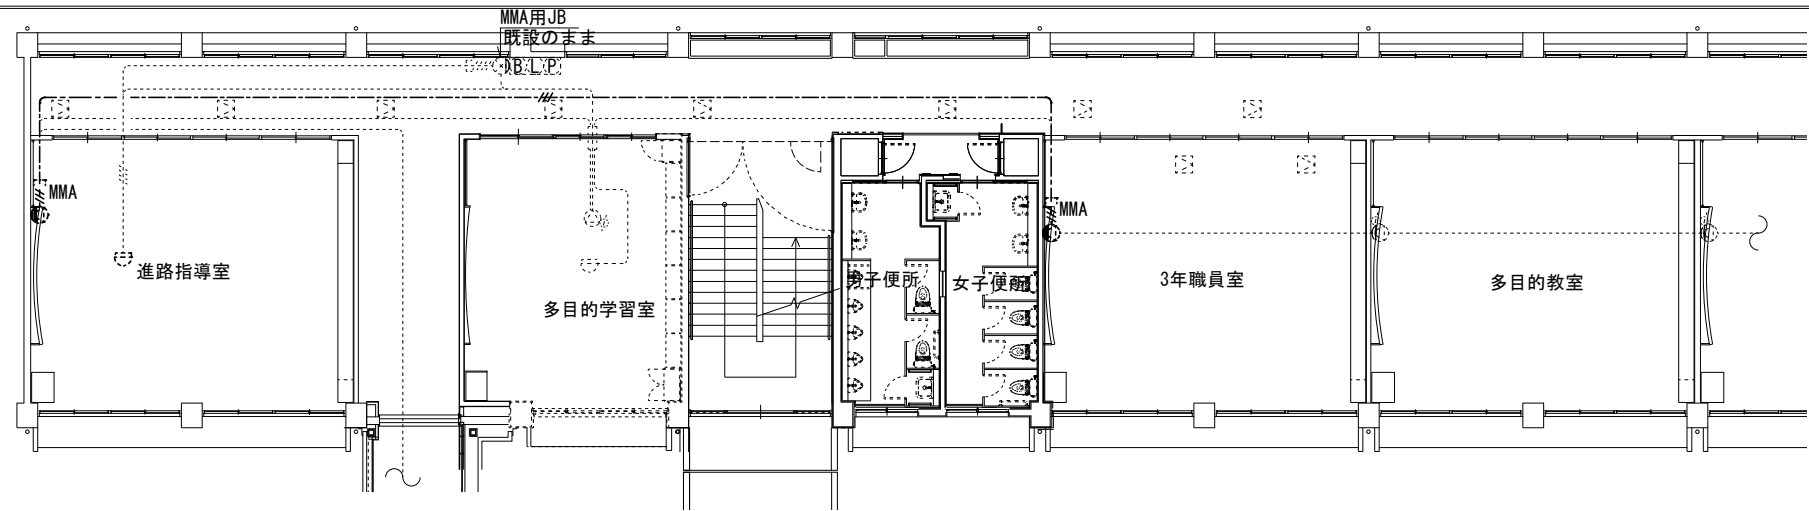 MMA用JB
既設のまま
MMA
MMA
進路指導室
多目的学習室
男子便所
女子便所
3年職員室
多目的教室